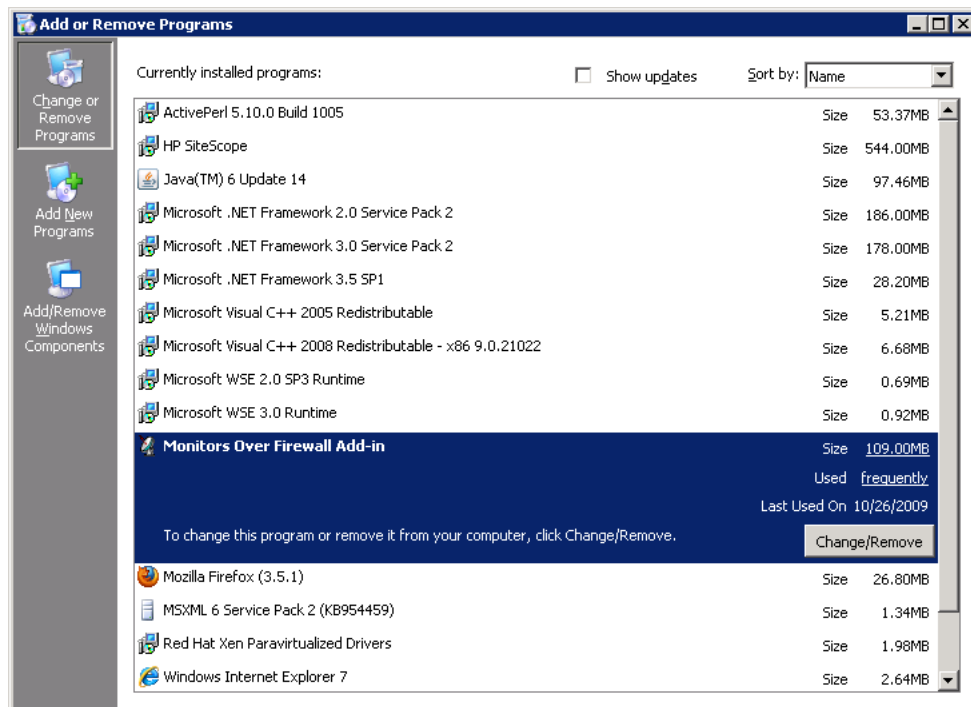 Add or Remove Programs
Change or
Remove
Programs
Add New
Programs
Add/Remove
Windows
Components
Currently installed programs:
Show updates
Sort by:
Name
ActivePerl 5.10.0 Build 1005 Size 53.37MB
HP SiteScope Size 544.00MB
Java(TM) 6 Update 14 Size 97.46MB
Microsoft .NET Framework 2.0 Service Pack 2 Size 186.00MB
Microsoft .NET Framework 3.0 Service Pack 2 Size 178.00MB
Microsoft .NET Framework 3.5 SP1 Size 28.20MB
Microsoft Visual C++ 2005 Redistributable Size 5.21MB
Microsoft Visual C++ 2008 Redistributable - x86 9.0.21022 Size 6.68MB
Microsoft WSE 2.0 SP3 Runtime Size 0.69MB
Microsoft WSE 3.0 Runtime Size 0.92MB
Monitors Over Firewall Add-in Size 109.00MB
Used frequently
Last Used On 10/26/2009
To change this program or remove it from your computer, click Change/Remove.
Change/Remove
Mozilla Firefox (3.5.1) Size 26.80MB
MSXML 6 Service Pack 2 (KB954459) Size 1.34MB
Red Hat Xen Paravirtualized Drivers Size 1.98MB
Windows Internet Explorer 7 Size 2.64MB